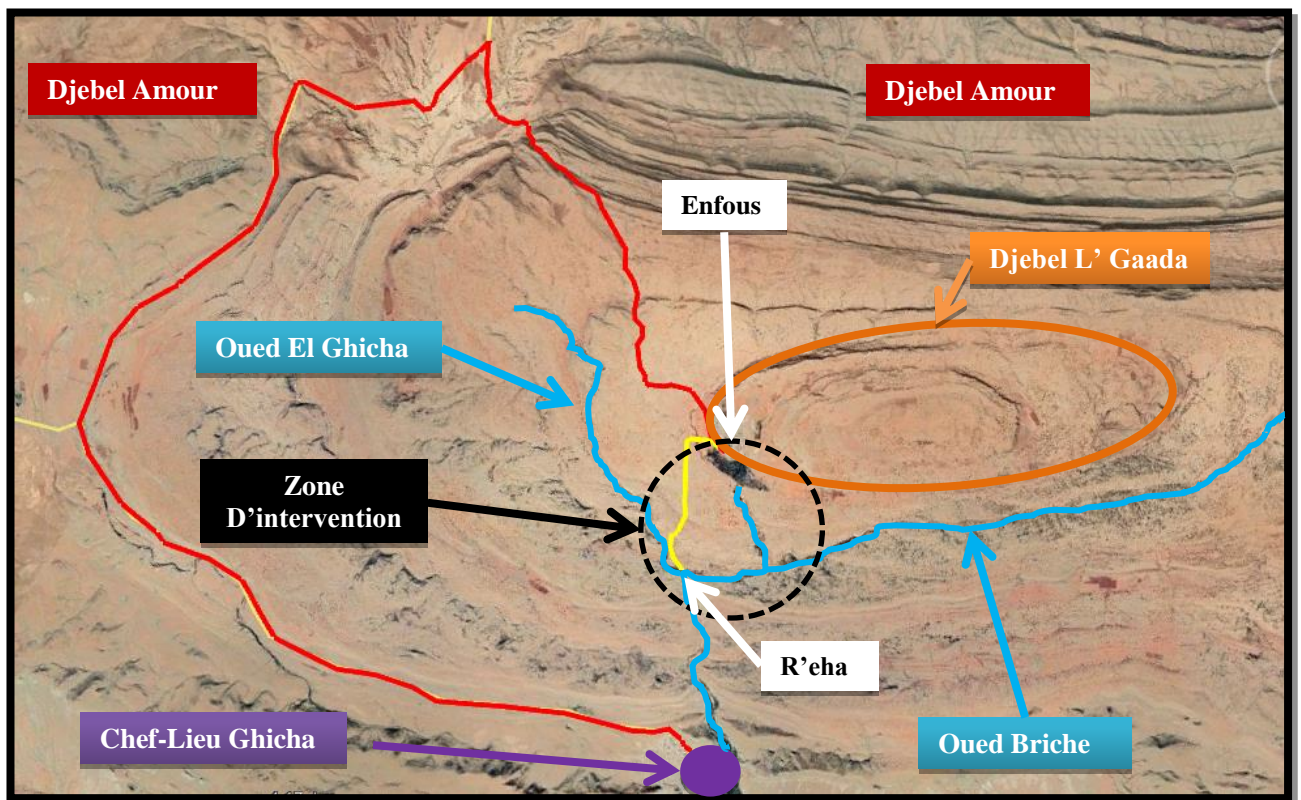 Djebel Amour
Djebel Amour
Enfous
Djebel L' Gaada
Oued El Ghicha
Zone
D'intervention
R'eha
Chef-Lieu Ghicha
Oued Briche